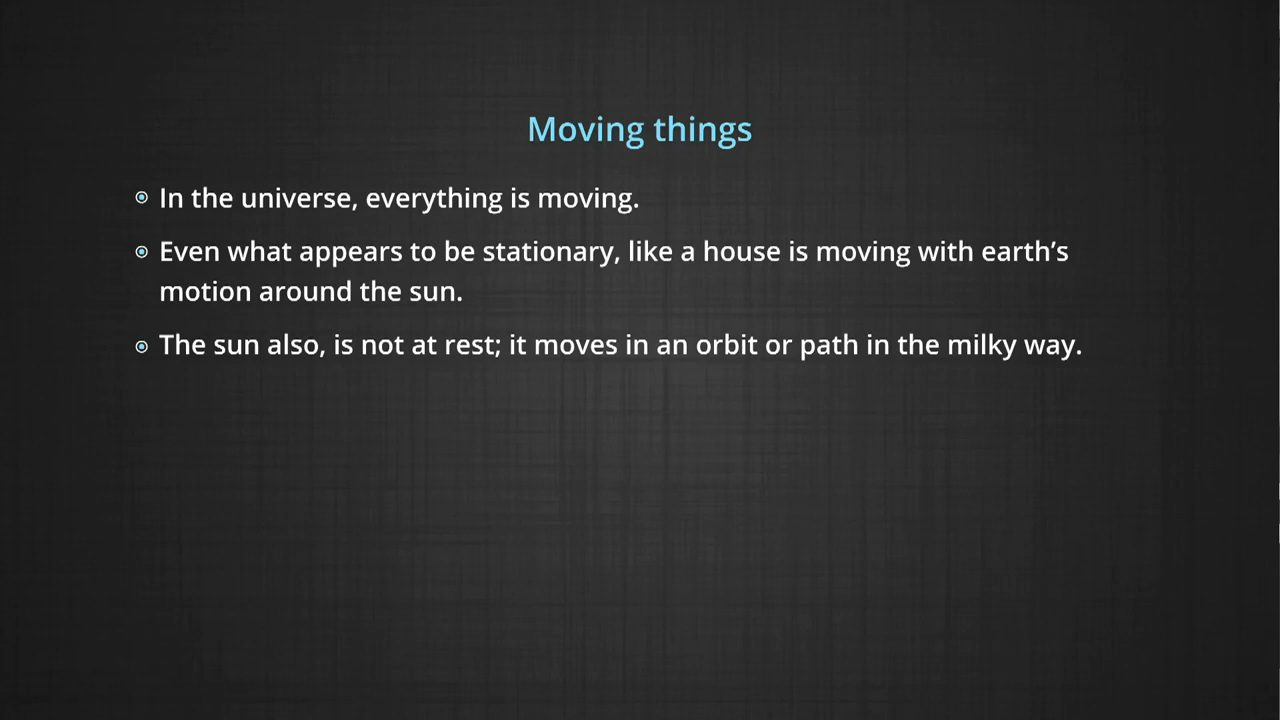 Moving things
In the universe, everything is moving.
Even what appears to be stationary, like a house is moving with earth’s
motion around the sun.
The sun also, is not at rest; it moves in an orbit or path in the milky way.